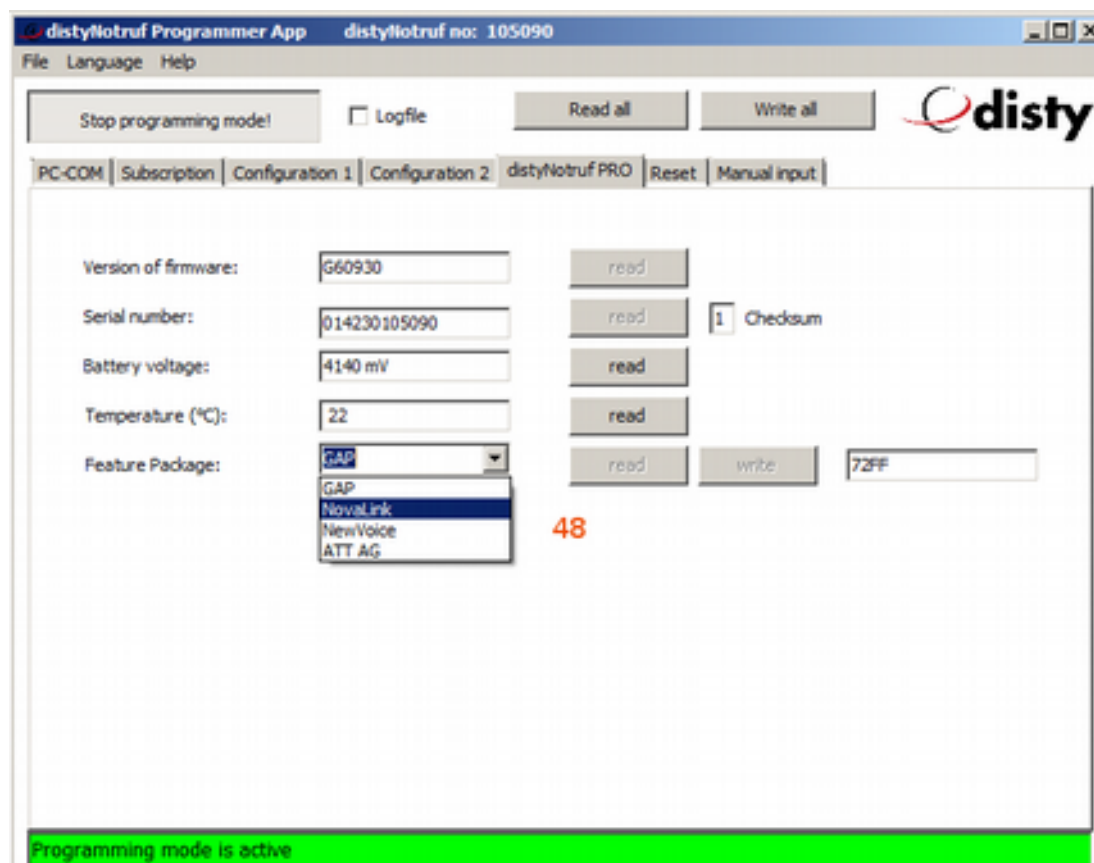 distyNotruf Programmer App distyNotruf no: 105090
File Language Help
Stop programming mode! Logfile Read all Write all disty
PC-COM Subscription Configuration 1 Configuration 2 distyNotruf PRO Reset Manual input
Version of firmware: G60930 read
Serial number: 014230105090 read 1 Checksum
Battery voltage: 4140 mV read
Temperature (°C): 22 read
Feature Package: GAP read write 72FF
GAP
NovaLink
NewVoice
ATT AG
48
Programming mode is active